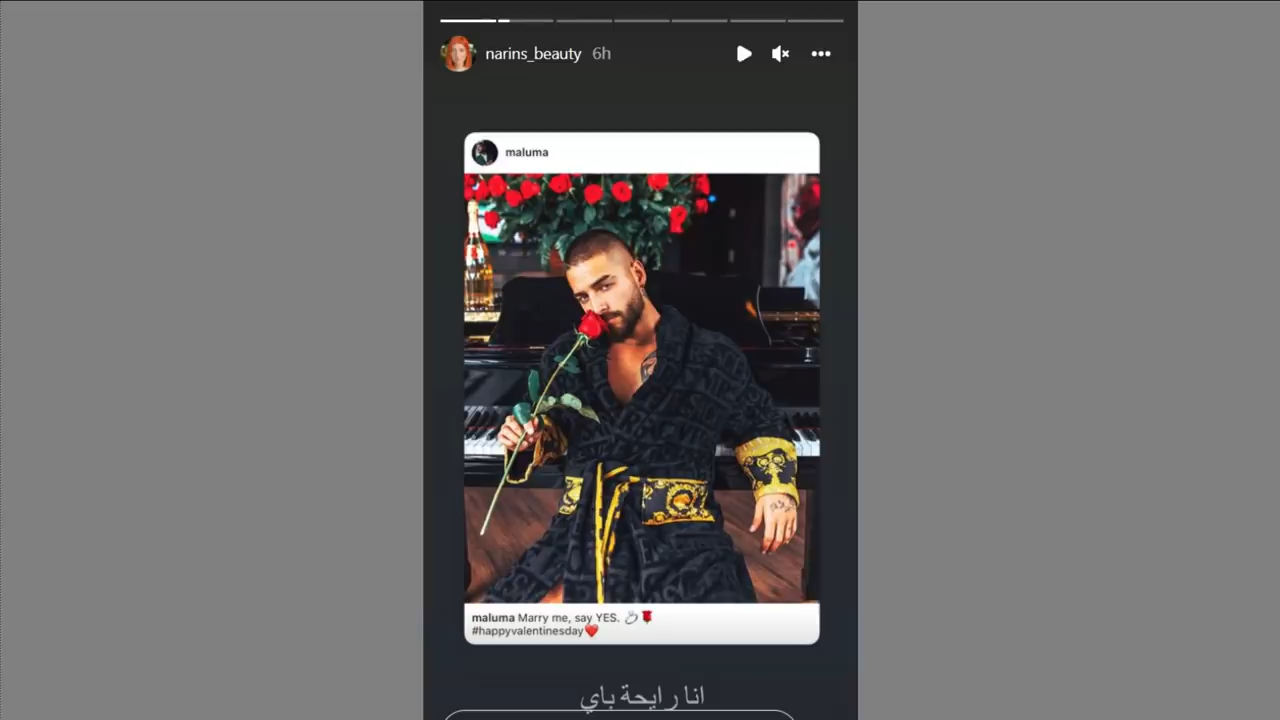 narins_beauty 6h
maluma
maluma Marry me, say YES. 💍🌹
#happyvalentinesday❤️
انا رايحة باي